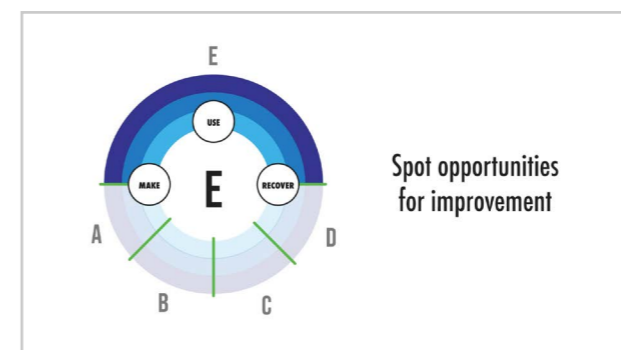 E
USE
MAKE
E
RECOVER
A
D
B
C
Spot opportunities
for improvement